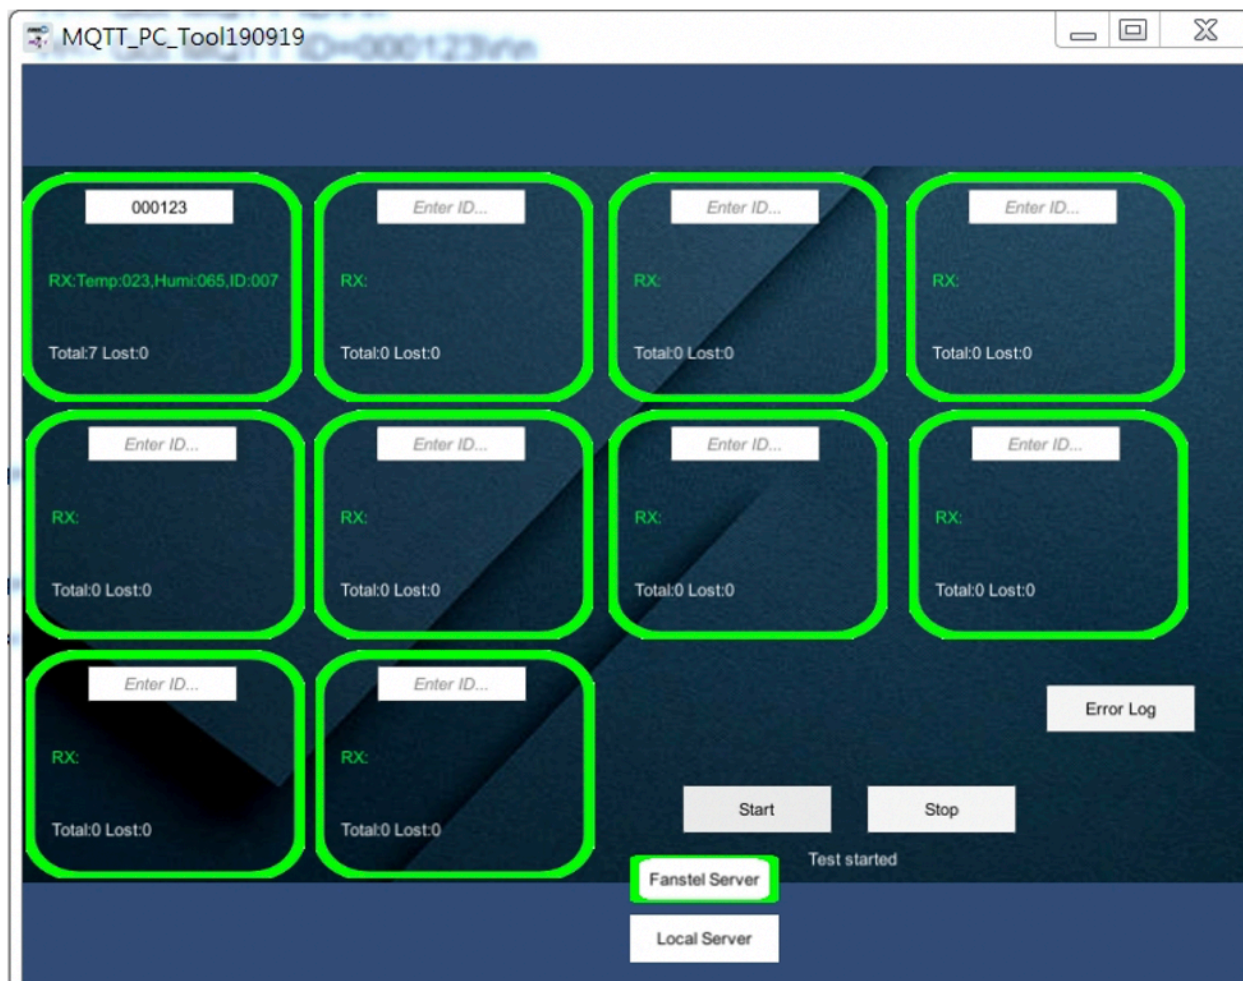 MQTT_PC_Tool190919
ID=000123\r\n
000123
Enter ID...
Enter ID...
Enter ID...
RX:Temp:023,Humi:065,ID:007
RX:
RX:
RX:
Total:7 Lost:0
Total:0 Lost:0
Total:0 Lost:0
Total:0 Lost:0
Enter ID...
Enter ID...
Enter ID...
Enter ID...
RX:
RX:
RX:
RX:
Total:0 Lost:0
Total:0 Lost:0
Total:0 Lost:0
Total:0 Lost:0
Enter ID...
Enter ID...
RX:
RX:
Total:0 Lost:0
Total:0 Lost:0
Error Log
Start
Stop
Test started
Fanstel Server
Local Server